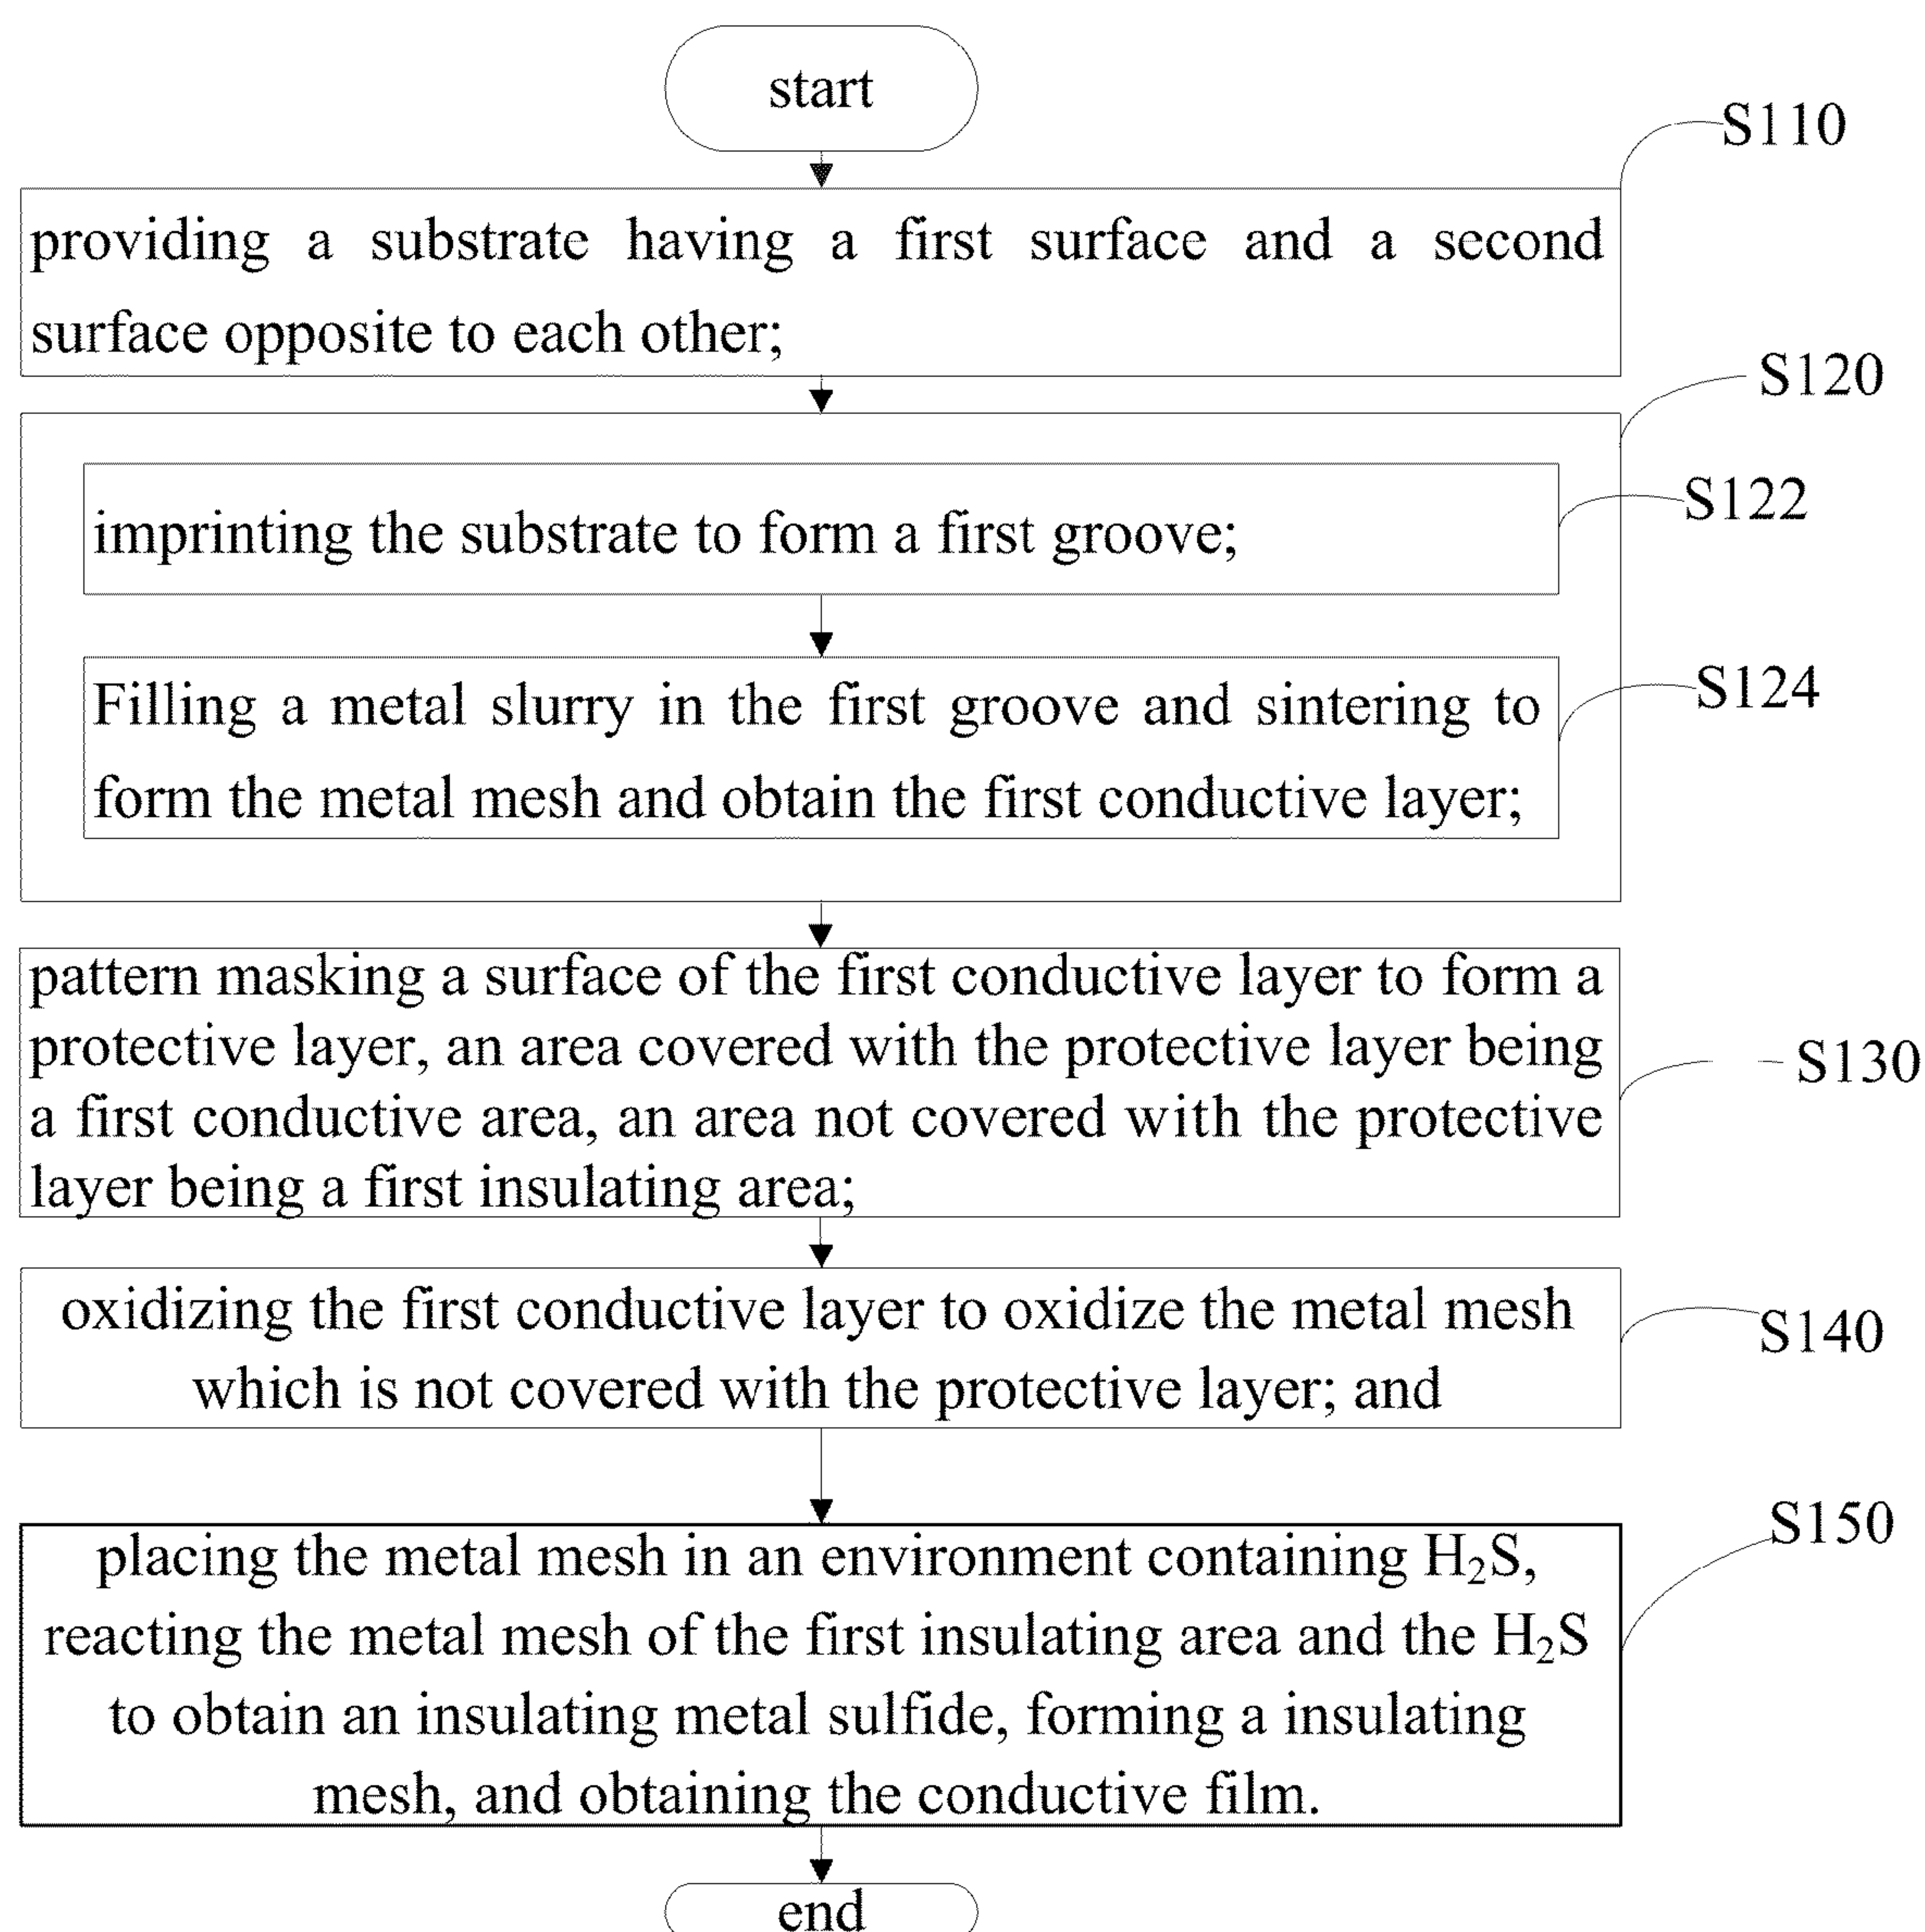 start
S110
providing a substrate having a first surface and a second
surface opposite to each other;
S120
S122
imprinting the substrate to form a first groove;
S124
Filling a metal slurry in the first groove and sintering to
form the metal mesh and obtain the first conductive layer;
pattern masking a surface of the first conductive layer to form a
protective layer, an area covered with the protective layer being
S130
a first conductive area, an area not covered with the protective
layer being a first insulating area;
oxidizing the first conductive layer to oxidize the metal mesh
S140
which is not covered with the protective layer; and
S150
placing the metal mesh in an environment containing H₂S,
reacting the metal mesh of the first insulating area and the H₂S
to obtain an insulating metal sulfide, forming a insulating
mesh, and obtaining the conductive film.
end